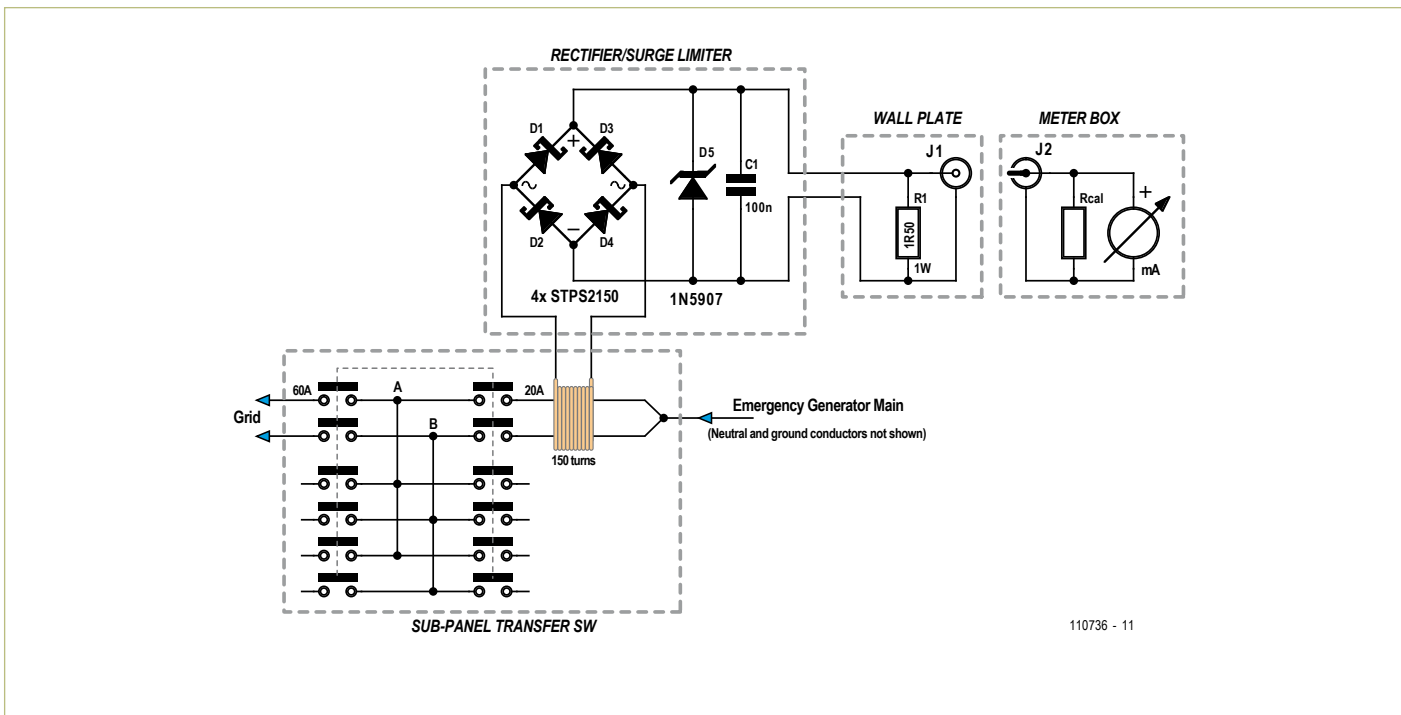 RECTIFIER/SURGE LIMITER
D1
D3
+
~
~
D2
–
D4
4x STPS2150
D5
1N5907
C1
100n
WALL PLATE
J1
R1
1R50
1W
METER BOX
J2
Rcal
+
mA
60A
A
20A
Grid
B
150 turns
Emergency Generator Main
(Neutral and ground conductors not shown)
SUB-PANEL TRANSFER SW
110736 - 11